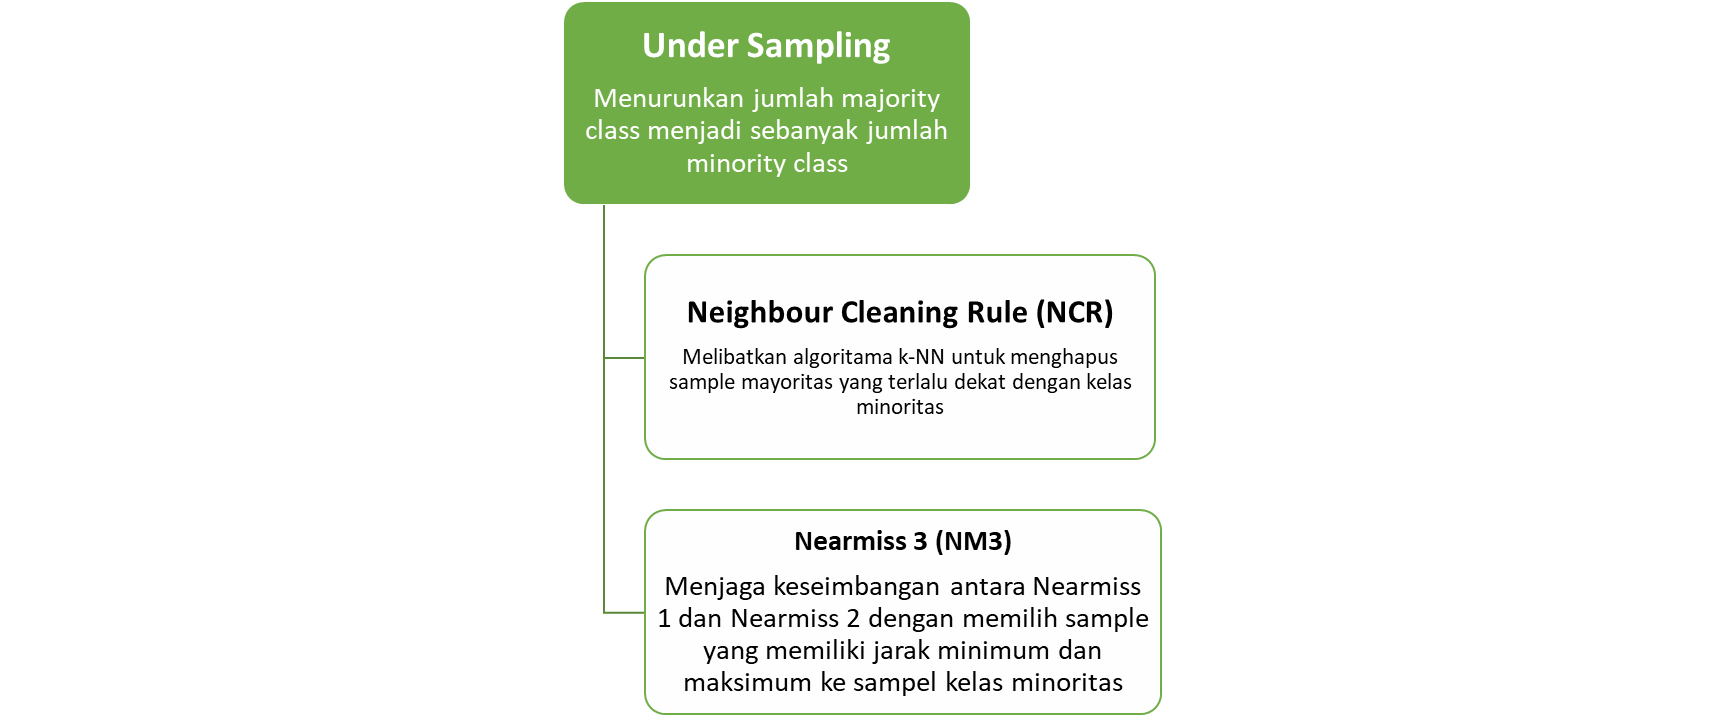 Under Sampling
Menurunkan jumlah majority
class menjadi sebanyak jumlah
minority class
Neighbour Cleaning Rule (NCR)
Melibatkan algoritama k-NN untuk menghapus
sample mayoritas yang terlalu dekat dengan kelas
minoritas
Nearmiss 3 (NM3)
Menjaga keseimbangan antara Nearmiss
1 dan Nearmiss 2 dengan memilih sample
yang memiliki jarak minimum dan
maksimum ke sampel kelas minoritas